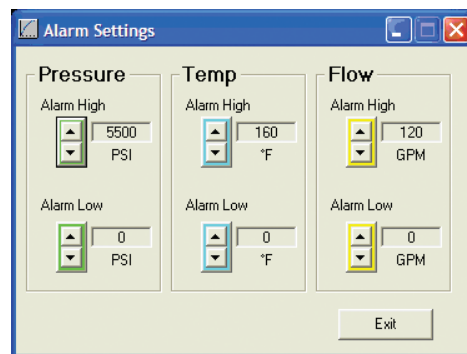 Alarm Settings
Pressure
Alarm High
5500
PSI
Alarm Low
0
PSI
Temp
Alarm High
160
°F
Alarm Low
0
°F
Flow
Alarm High
120
GPM
Alarm Low
0
GPM
Exit